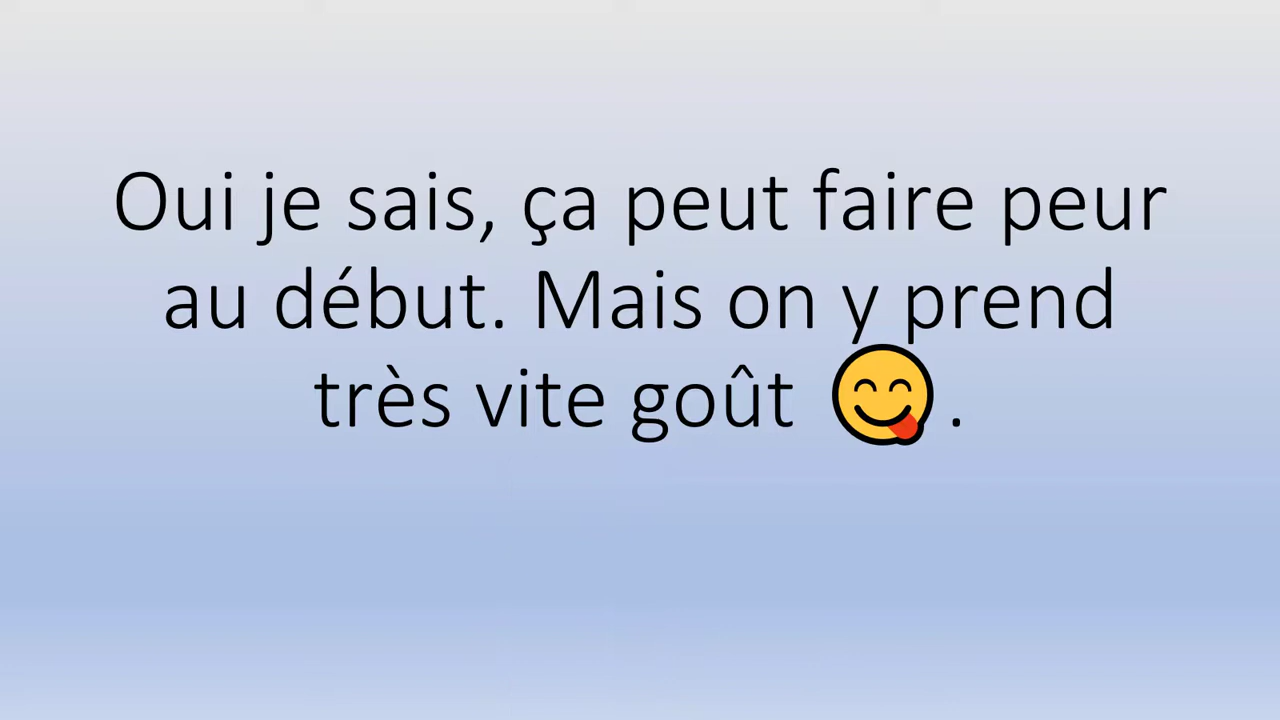 Oui je sais, ça peut faire peur
au début. Mais on y prend
très vite goût 😋.